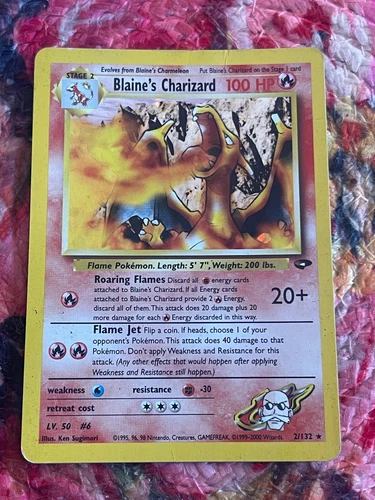 Evolves from Blaine's Charmeleon Put Blaine's Charizard on the Stage 1 card
STAGE 2
Blaine's Charizard 100 HP
Flame Pokémon. Length: 5' 7", Weight: 200 lbs.
Roaring Flames Discard all energy cards
attached to Blaine's Charizard. If all Energy cards
attached to Blaine's Charizard provide 2 Energy,
discard all of them. This attack does 20 damage plus 20
more damage for each Energy discarded in this way.
20+
Flame Jet Flip a coin. If heads, choose 1 of your
opponent's Pokémon. This attack does 40 damage to that
Pokémon. Don't apply Weakness and Resistance for this
attack. (Any other effects that would happen after applying
Weakness and Resistance still happen.)
weakness resistance -30
retreat cost
LV. 50 #6
Illus. Ken Sugimori ©1995, 96, 98 Nintendo, Creatures, GAMEFREAK. ©1999-2000 Wizards. 2/132 ★